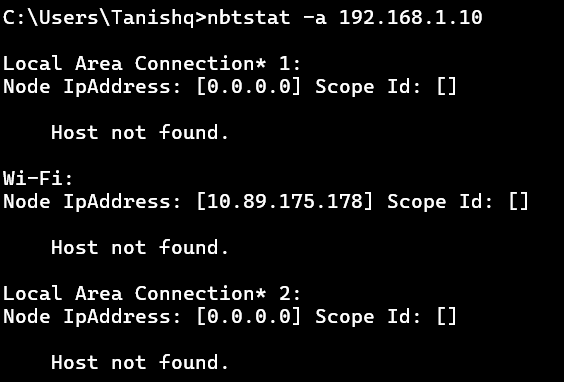 C:\Users\Tanishq>nbtstat -a 192.168.1.10
Local Area Connection* 1:
Node IpAddress: [0.0.0.0] Scope Id: []
Host not found.
Wi-Fi:
Node IpAddress: [10.89.175.178] Scope Id: []
Host not found.
Local Area Connection* 2:
Node IpAddress: [0.0.0.0] Scope Id: []
Host not found.